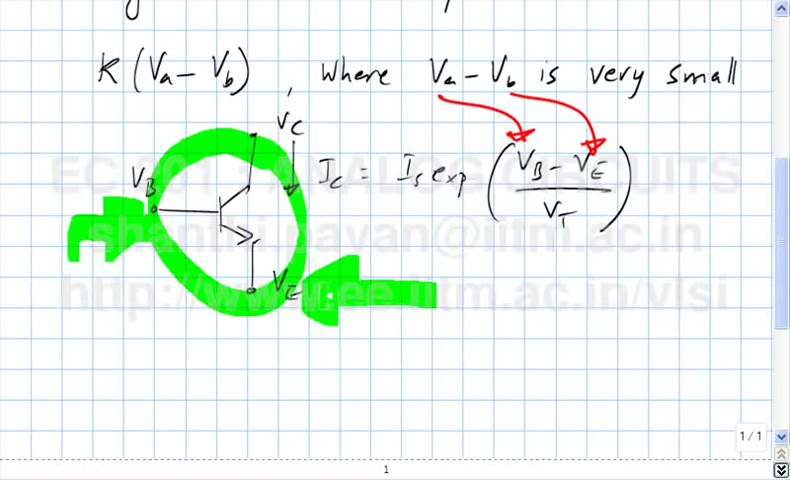 K (Va - Vb) , where Va - Vb is very small
VC
VB
IC = Is exp ( VB - VE / VT )
VE
EC 201 ANALOG CIRCUITS
shanthi.pavan@iitm.ac.in
http://www.ee.iitm.ac.in/vlsi
1/1
1